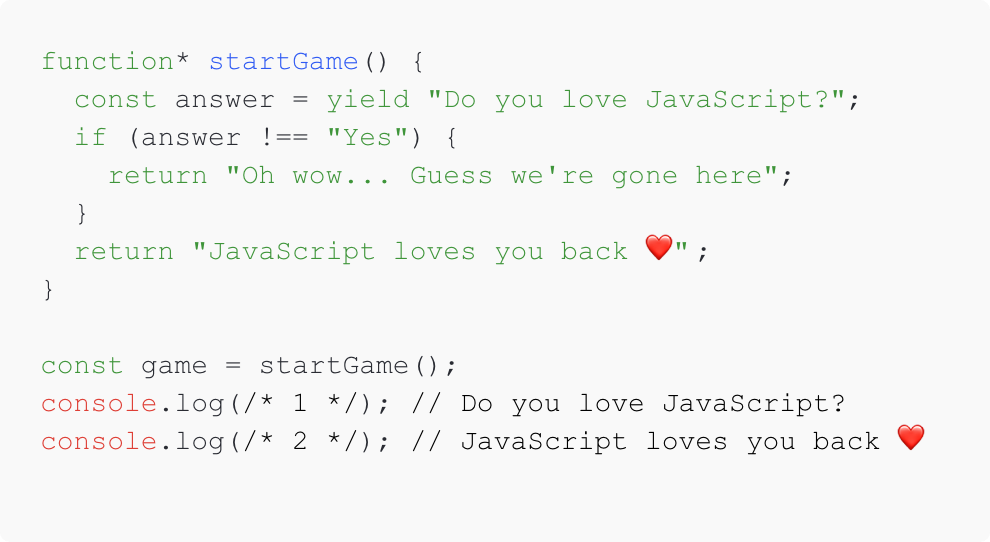 function* startGame() {
  const answer = yield "Do you love JavaScript?";
  if (answer !== "Yes") {
    return "Oh wow... Guess we're gone here";
  }
  return "JavaScript loves you back ❤️";
}

const game = startGame();
console.log(/* 1 */); // Do you love JavaScript?
console.log(/* 2 */); // JavaScript loves you back ❤️